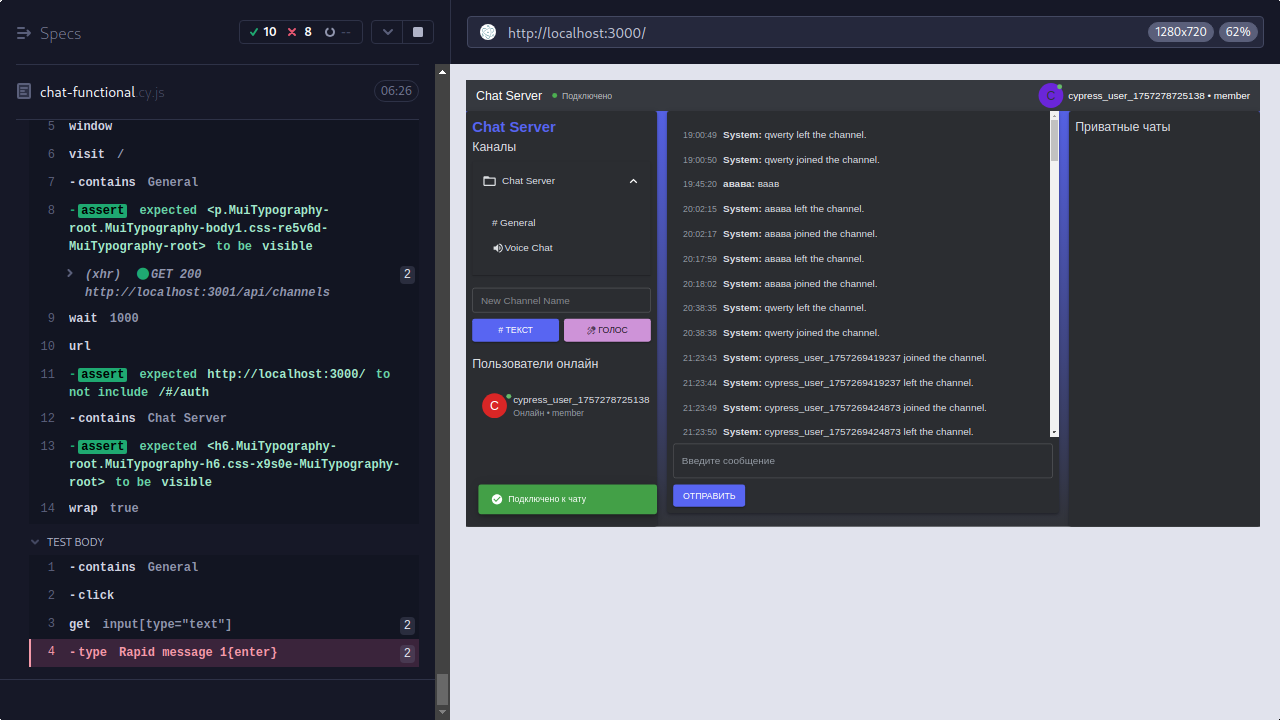 Specs
10
8
--
http://localhost:3000/
1280x720
62%
chat-functional.cy.js
06:26
5 window
6 visit /
7 -contains General
8 -assert expected <p.MuiTypography-
root.MuiTypography-body1.css-re5v6d-
MuiTypography-root> to be visible
(xhr) GET 200 2
http://localhost:3001/api/channels
9 wait 1000
10 url
11 -assert expected http://localhost:3000/ to
not include /#/auth
12 -contains Chat Server
13 -assert expected <h6.MuiTypography-
root.MuiTypography-h6.css-x9s0e-MuiTypography-
root> to be visible
14 wrap true
TEST BODY
1 -contains General
2 -click
3 get input[type="text"] 2
4 -type Rapid message 1{enter} 2
Chat Server
Подключено
C
cypress_user_1757278725138 • member
Chat Server
Каналы
Chat Server
# General
Voice Chat
New Channel Name
# ТЕКСТ
ГОЛОС
Пользователи онлайн
C
cypress_user_1757278725138
Онлайн • member
Подключено к чату
19:00:49 System: qwerty left the channel.
19:00:50 System: qwerty joined the channel.
19:45:20 авава: ваав
20:02:15 System: авава left the channel.
20:02:17 System: авава joined the channel.
20:17:59 System: авава left the channel.
20:18:02 System: авава joined the channel.
20:38:35 System: qwerty left the channel.
20:38:38 System: qwerty joined the channel.
21:23:43 System: cypress_user_1757269419237 joined the channel.
21:23:44 System: cypress_user_1757269419237 left the channel.
21:23:49 System: cypress_user_1757269424873 joined the channel.
21:23:50 System: cypress_user_1757269424873 left the channel.
Введите сообщение
ОТПРАВИТЬ
Приватные чаты